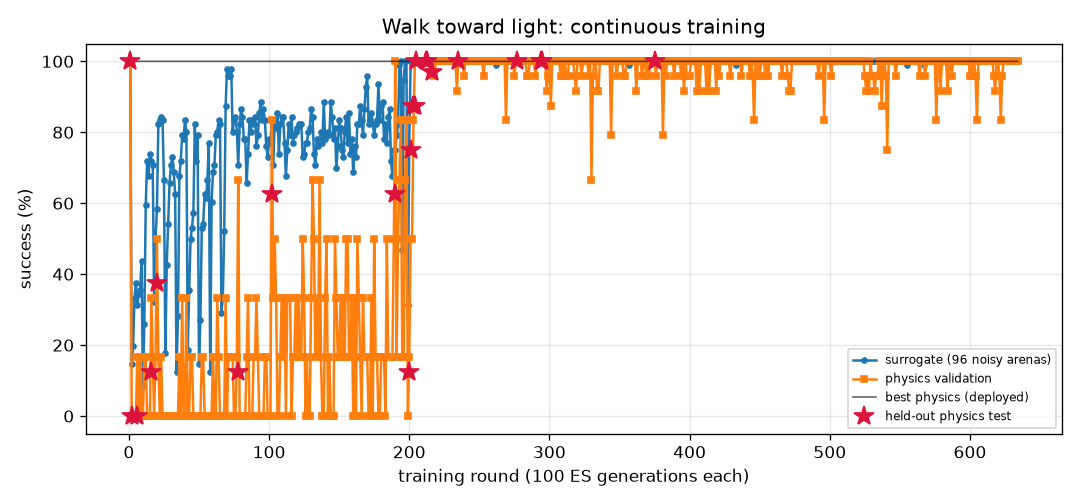 Walk toward light: continuous training
success (%)
100
80
60
40
20
0
0 100 200 300 400 500 600
training round (100 ES generations each)
surrogate (96 noisy arenas)
physics validation
best physics (deployed)
held-out physics test